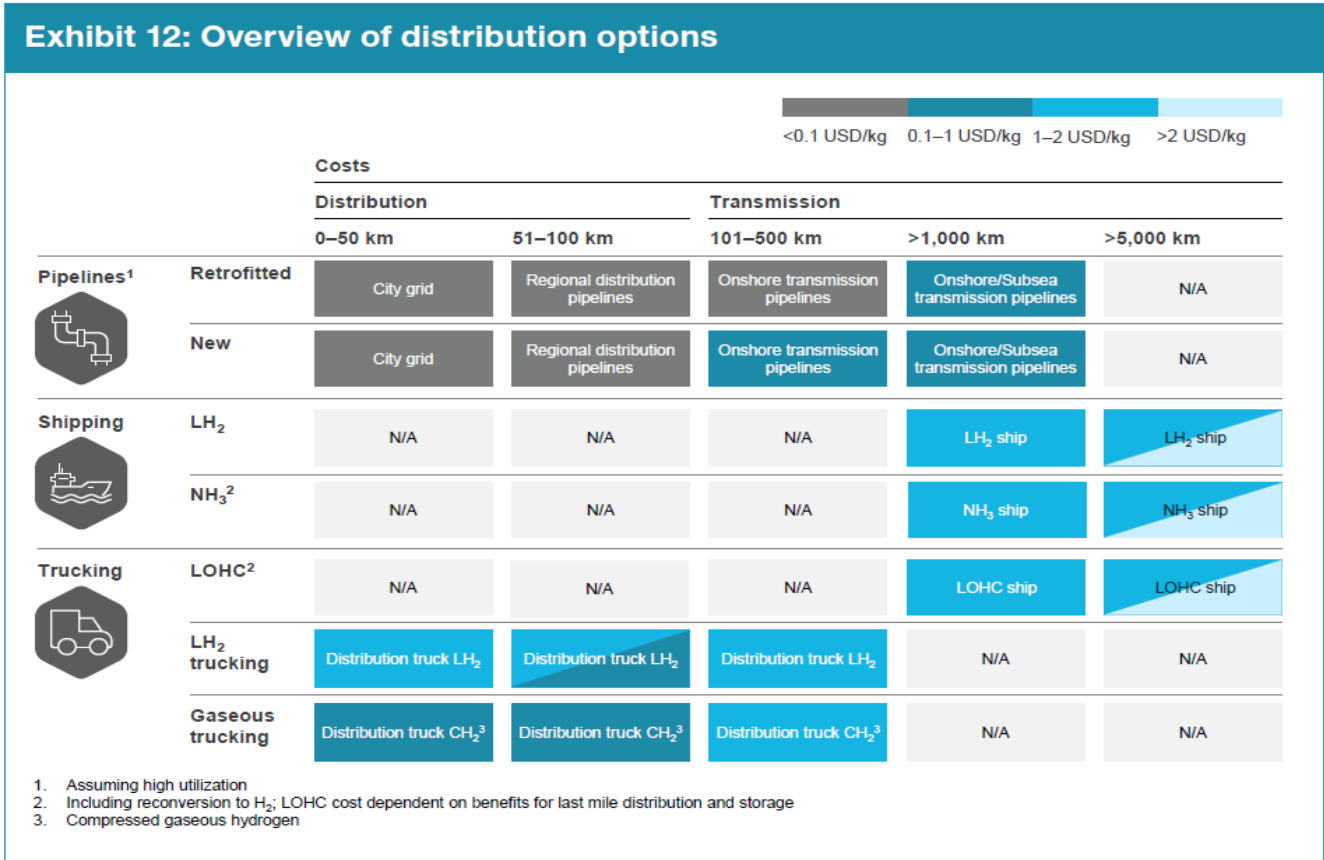 Exhibit 12: Overview of distribution options
<0.1 USD/kg 0.1–1 USD/kg 1–2 USD/kg >2 USD/kg
Costs
Distribution Transmission
0–50 km 51–100 km 101–500 km >1,000 km >5,000 km
Pipelines¹
Retrofitted
City grid
Regional distribution
pipelines
Onshore transmission
pipelines
Onshore/Subsea
transmission pipelines
N/A
New
City grid
Regional distribution
pipelines
Onshore transmission
pipelines
Onshore/Subsea
transmission pipelines
N/A
Shipping
LH₂
N/A
N/A
N/A
LH₂ ship
LH₂ ship
NH₃²
N/A
N/A
N/A
NH₃ ship
NH₃ ship
Trucking
LOHC²
N/A
N/A
N/A
LOHC ship
LOHC ship
LH₂
trucking
Distribution truck LH₂
Distribution truck LH₂
Distribution truck LH₂
N/A
N/A
Gaseous
trucking
Distribution truck CH₂³
Distribution truck CH₂³
Distribution truck CH₂³
N/A
N/A
1. Assuming high utilization
2. Including reconversion to H₂; LOHC cost dependent on benefits for last mile distribution and storage
3. Compressed gaseous hydrogen